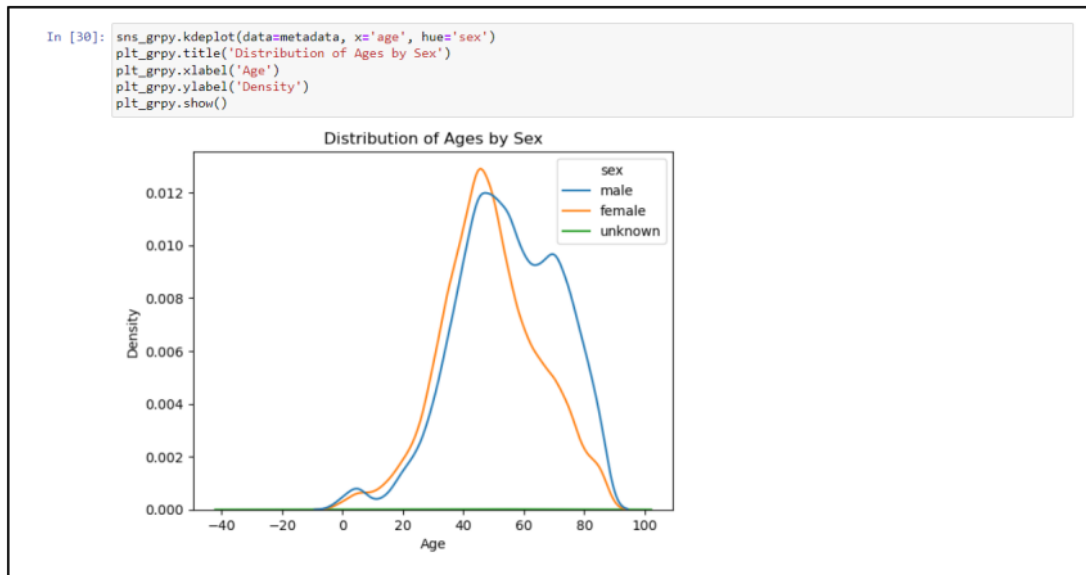 In [30]: sns_grpy.kdeplot(data=metadata, x='age', hue='sex')
plt_grpy.title('Distribution of Ages by Sex')
plt_grpy.xlabel('Age')
plt_grpy.ylabel('Density')
plt_grpy.show()
Distribution of Ages by Sex
sex
male
female
unknown
0.012
0.010
0.008
0.006
0.004
0.002
0.000
Density
−40 −20 0 20 40 60 80 100
Age